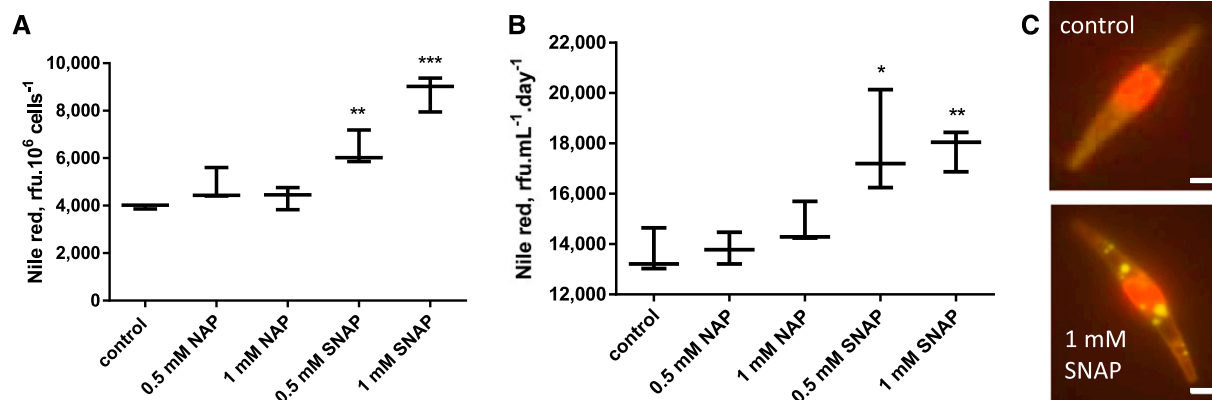 A
Nile red, rfu.10⁶ cells⁻¹
10,000
8,000
6,000
4,000
2,000
0
**
***
control
0.5 mM NAP
1 mM NAP
0.5 mM SNAP
1 mM SNAP
B
Nile red, rfu.mL⁻¹.day⁻¹
22,000
20,000
18,000
16,000
14,000
12,000
*
**
control
0.5 mM NAP
1 mM NAP
0.5 mM SNAP
1 mM SNAP
C
control
1 mM
SNAP